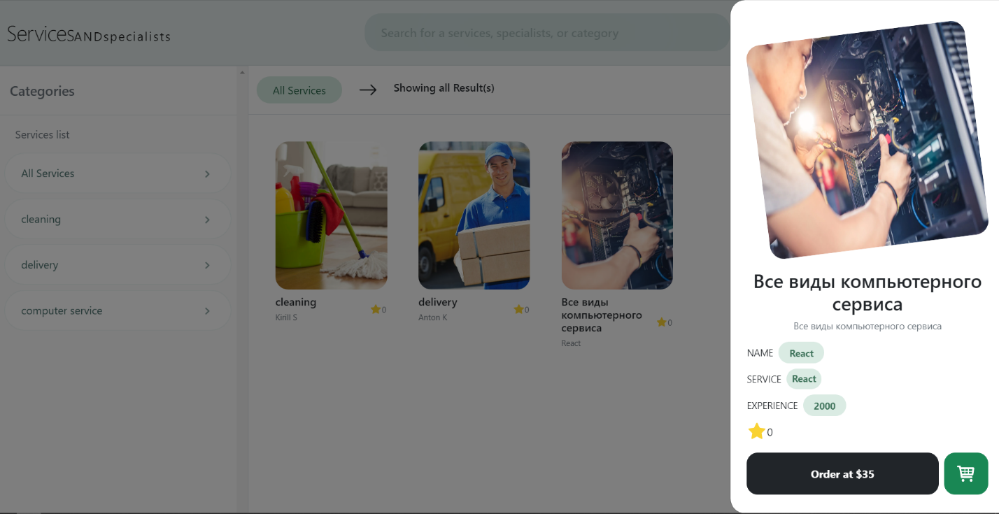 ServicesANDspecialists
Search for a services, specialists, or category
Categories
All Services
Showing all Result(s)
Services list
All Services
cleaning
delivery
computer service
cleaning
Kirill S
0
delivery
Anton K
0
Все виды
компьютерного
сервиса
React
0
Все виды компьютерного
сервиса
Все виды компьютерного сервиса
NAME React
SERVICE React
EXPERIENCE 2000
0
Order at $35